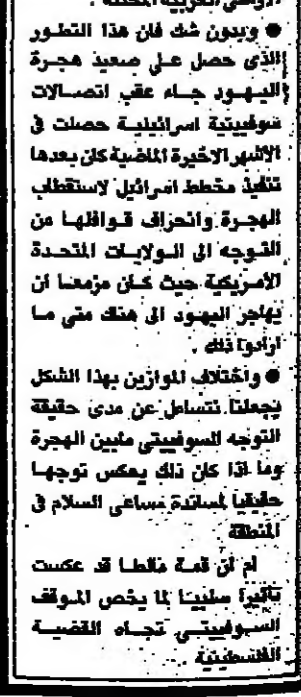 ● وبدون شك فان هذا التطور
الذي حصل على صعيد هجرة
اليهود جاء عقب اتصالات
سوفييتية اسرائيلية حصلت في
الاشهر الاخيرة الماضية كان بعدها
تنفيذ مخطط اسرائيل لاستقطاب
الهجرة وانحراف قوافلها من
التوجه الى الولايات المتحدة
الأمريكية حيث كان مزمعا ان
يهاجر اليهود الى هناك متى ما
ارادوا ذلك .
● واختلاف الموازين بهذا الشكل
يجعلنا نتساءل عن مدى حقيقة
التوجه السوفييتي مابين الهجرة
وما اذا كان ذلك يعكس توجها
حقيقيا لمساندة مساعي السلام في
المنطقة
ام ان قمة مالطا قد عكست
تأثيرا سلبيا لما يخص الموقف
السوفييتي تجاه القضية
الفلسطينية .